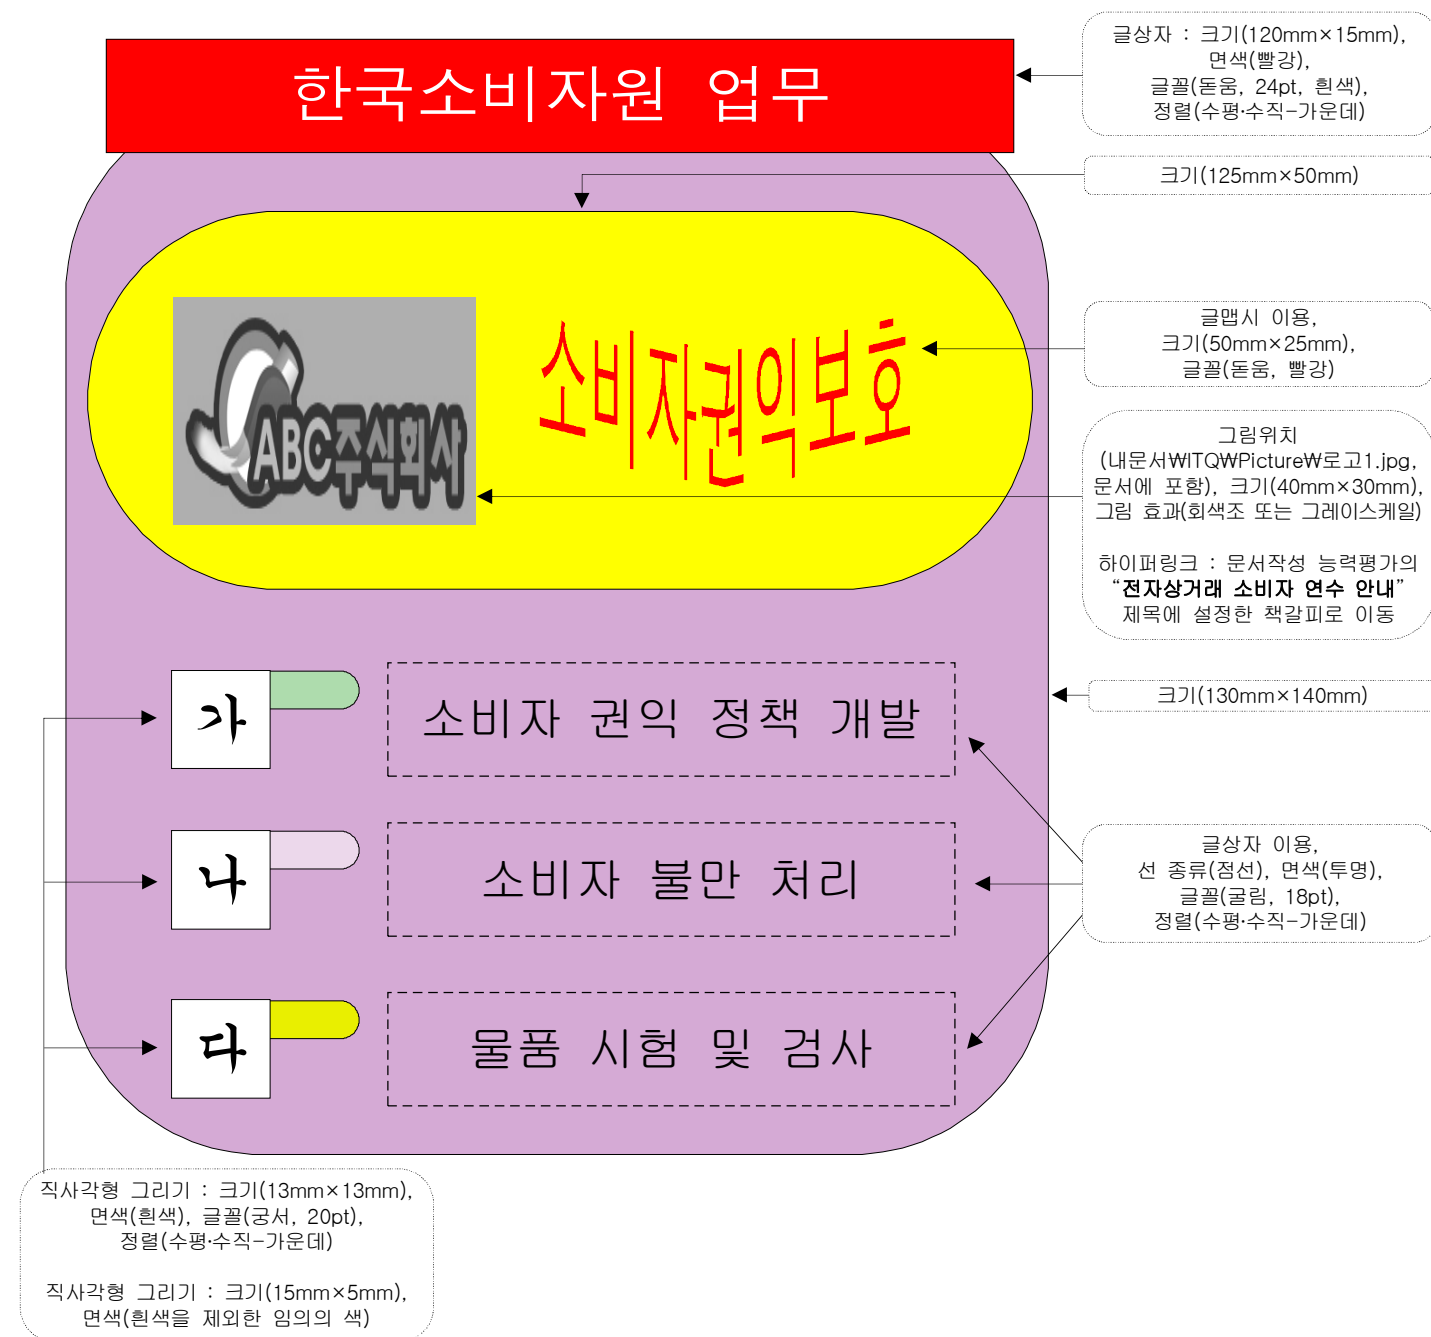 한국소비자원 업무
글상자 : 크기(120mm×15mm),
면색(빨강),
글꼴(돋움, 24pt, 흰색),
정렬(수평·수직-가운데)
크기(125mm×50mm)
소비자권익보호
글맵시 이용,
크기(50mm×25mm),
글꼴(돋움, 빨강)
ABC주식회사
그림위치
(내문서₩ITQ₩Picture₩로고1.jpg,
문서에 포함), 크기(40mm×30mm),
그림 효과(회색조 또는 그레이스케일)
하이퍼링크 : 문서작성 능력평가의
“전자상거래 소비자 연수 안내”
제목에 설정한 책갈피로 이동
크기(130mm×140mm)
가
소비자 권익 정책 개발
나
소비자 불만 처리
글상자 이용,
선 종류(점선), 면색(투명),
글꼴(굴림, 18pt),
정렬(수평·수직-가운데)
다
물품 시험 및 검사
직사각형 그리기 : 크기(13mm×13mm),
면색(흰색), 글꼴(궁서, 20pt),
정렬(수평·수직-가운데)
직사각형 그리기 : 크기(15mm×5mm),
면색(흰색을 제외한 임의의 색)